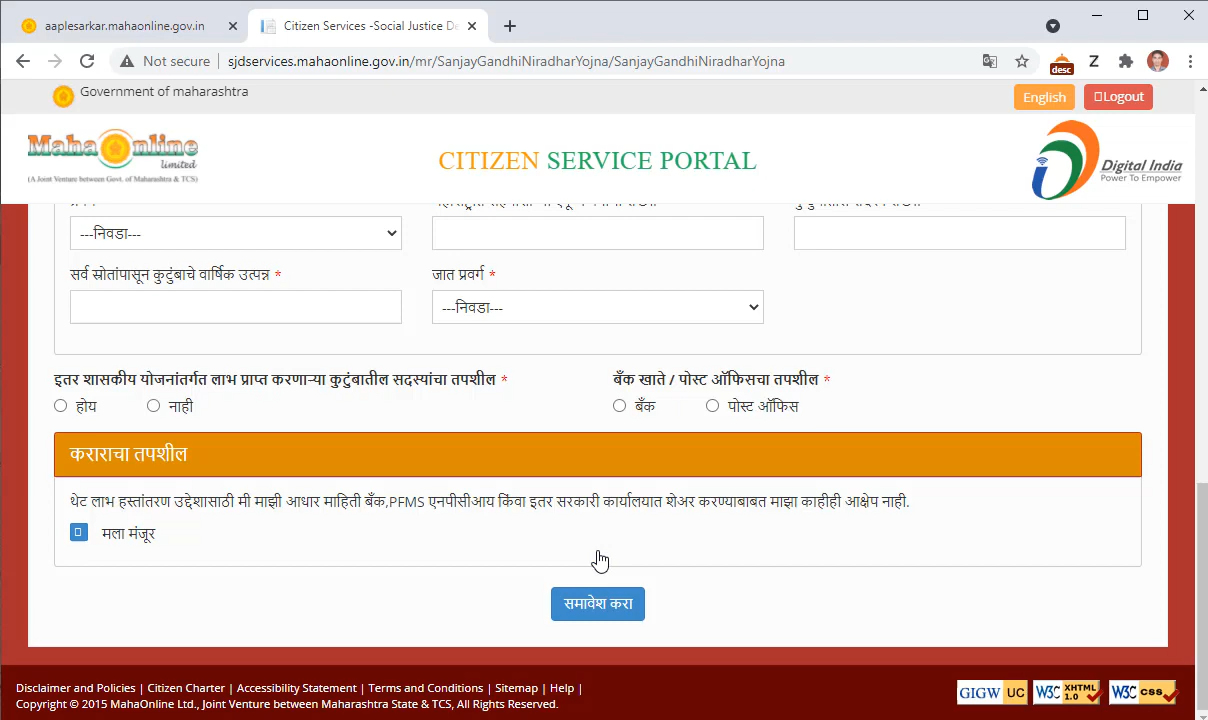 aaplesarkar.mahaonline.gov.in
Citizen Services -Social Justice De
Not secure
sjdservices.mahaonline.gov.in/mr/SanjayGandhiNiradharYojna/SanjayGandhiNiradharYojna
desc
Z
Government of maharashtra
English
Logout
MahaOnline
limited
(A Joint Venture between Govt. of Maharashtra & TCS)
CITIZEN SERVICE PORTAL
Digital India
Power To Empower
---निवडा---
सर्व स्रोतांपासून कुटुंबाचे वार्षिक उत्पन्न *
जात प्रवर्ग *
---निवडा---
इतर शासकीय योजनांतर्गत लाभ प्राप्त करणाऱ्या कुटुंबातील सदस्यांचा तपशील *
बँक खाते / पोस्ट ऑफिसचा तपशील *
होय
नाही
बँक
पोस्ट ऑफिस
कराराचा तपशील
थेट लाभ हस्तांतरण उद्देशासाठी मी माझी आधार माहिती बँक,PFMS एनपीसीआय किंवा इतर सरकारी कार्यालयात शेअर करण्याबाबत माझा काहीही आक्षेप नाही.
मला मंजूर
समावेश करा
Disclaimer and Policies | Citizen Charter | Accessibility Statement | Terms and Conditions | Sitemap | Help |
Copyright © 2015 MahaOnline Ltd., Joint Venture between Maharashtra State & TCS, All Rights Reserved.
GIGW UC
W3C XHTML 1.0
W3C css